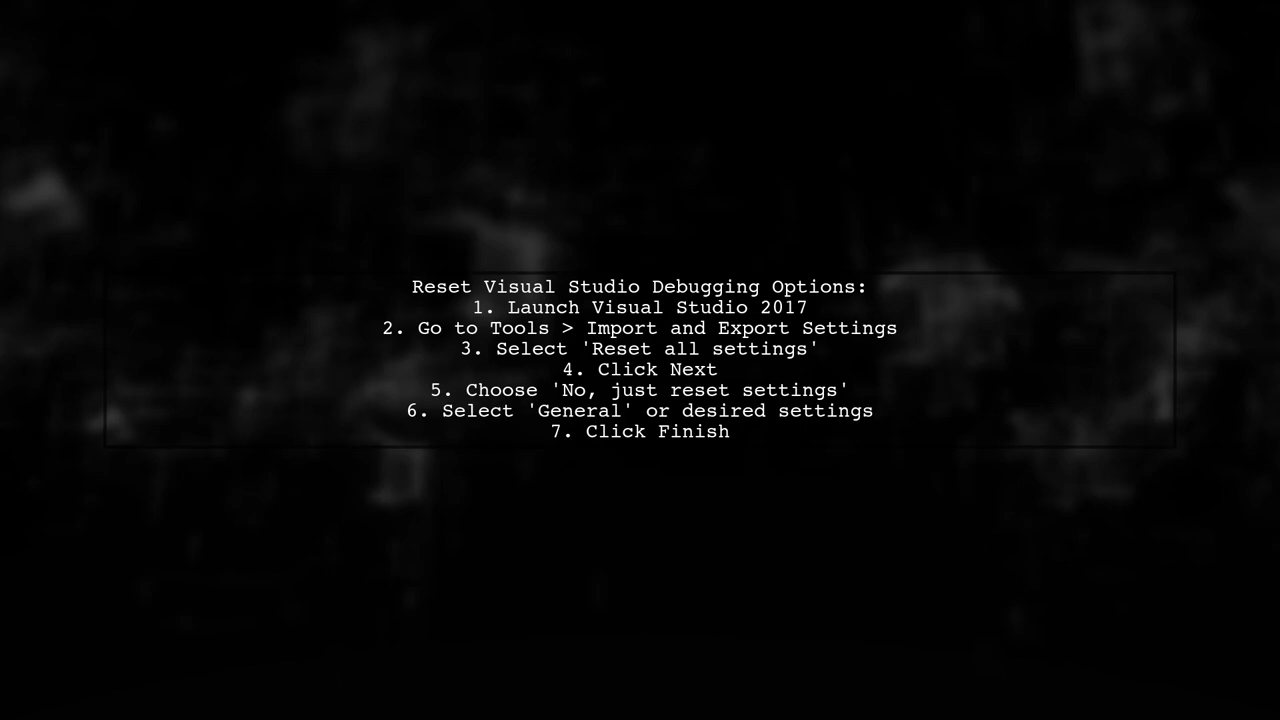 Reset Visual Studio Debugging Options:
1. Launch Visual Studio 2017
2. Go to Tools > Import and Export Settings
3. Select 'Reset all settings'
4. Click Next
5. Choose 'No, just reset settings'
6. Select 'General' or desired settings
7. Click Finish